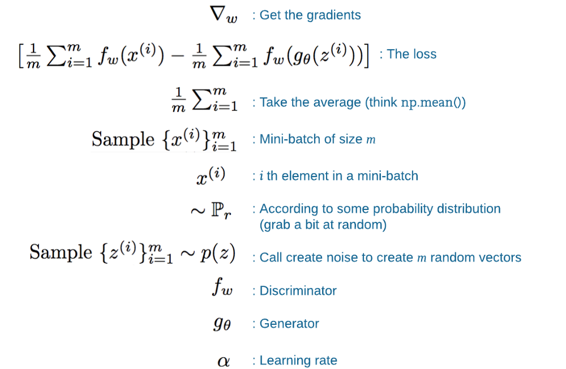 ∇_w : Get the gradients
[1/m ∑_{i=1}^m f_w(x^{(i)}) − 1/m ∑_{i=1}^m f_w(g_θ(z^{(i)}))] : The loss
1/m ∑_{i=1}^m : Take the average (think np.mean())
Sample {x^{(i)}}_{i=1}^m : Mini-batch of size m
x^{(i)} : i th element in a mini-batch
∼ ℙ_r : According to some probability distribution
(grab a bit at random)
Sample {z^{(i)}}_{i=1}^m ∼ p(z) : Call create noise to create m random vectors
f_w : Discriminator
g_θ : Generator
α : Learning rate